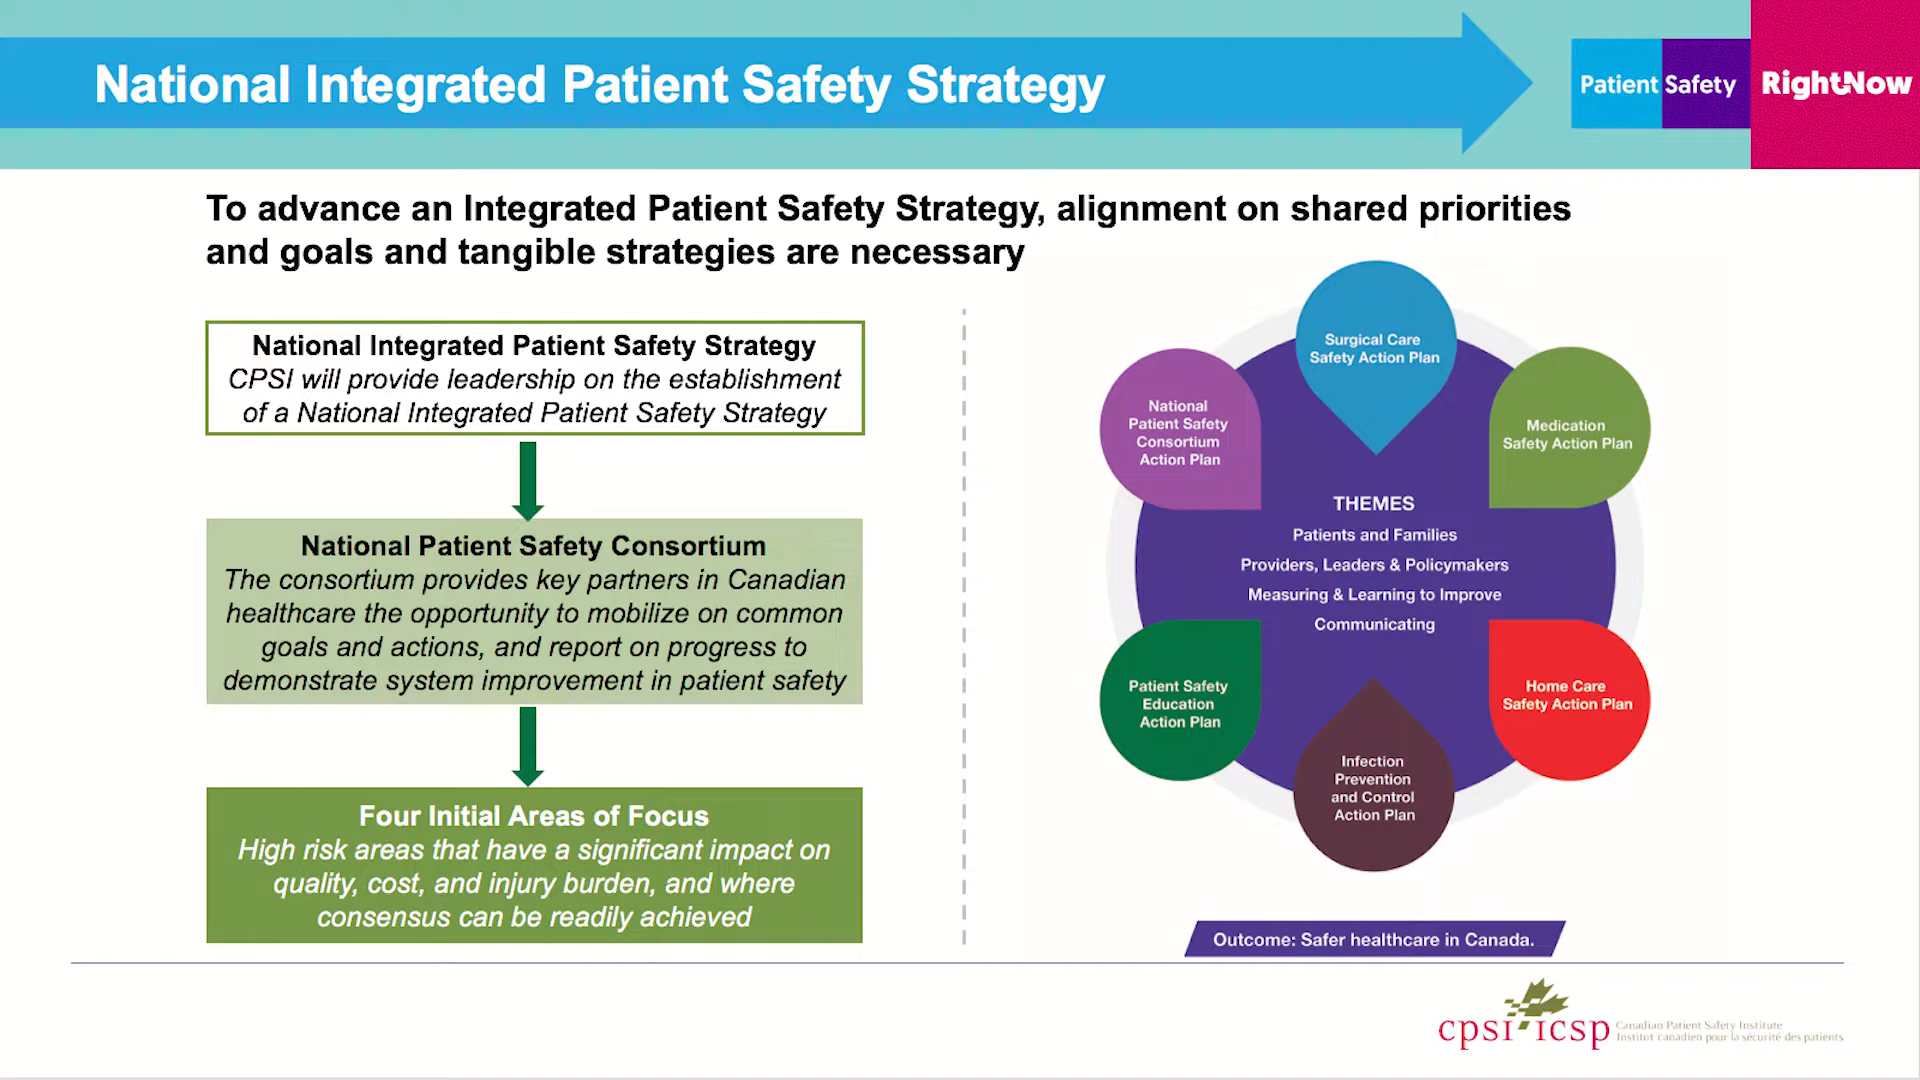 National Integrated Patient Safety Strategy
Patient Safety RightNow
To advance an Integrated Patient Safety Strategy, alignment on shared priorities
and goals and tangible strategies are necessary
National Integrated Patient Safety Strategy
CPSI will provide leadership on the establishment
of a National Integrated Patient Safety Strategy
National Patient Safety Consortium
The consortium provides key partners in Canadian
healthcare the opportunity to mobilize on common
goals and actions, and report on progress to
demonstrate system improvement in patient safety
Four Initial Areas of Focus
High risk areas that have a significant impact on
quality, cost, and injury burden, and where
consensus can be readily achieved
Surgical Care
Safety Action Plan
National
Patient Safety
Consortium
Action Plan
Medication
Safety Action Plan
THEMES
Patients and Families
Providers, Leaders & Policymakers
Measuring & Learning to Improve
Communicating
Patient Safety
Education
Action Plan
Home Care
Safety Action Plan
Infection
Prevention
and Control
Action Plan
Outcome: Safer healthcare in Canada.
cpsi icsp
Canadian Patient Safety Institute
Institut canadien pour la sécurité des patients